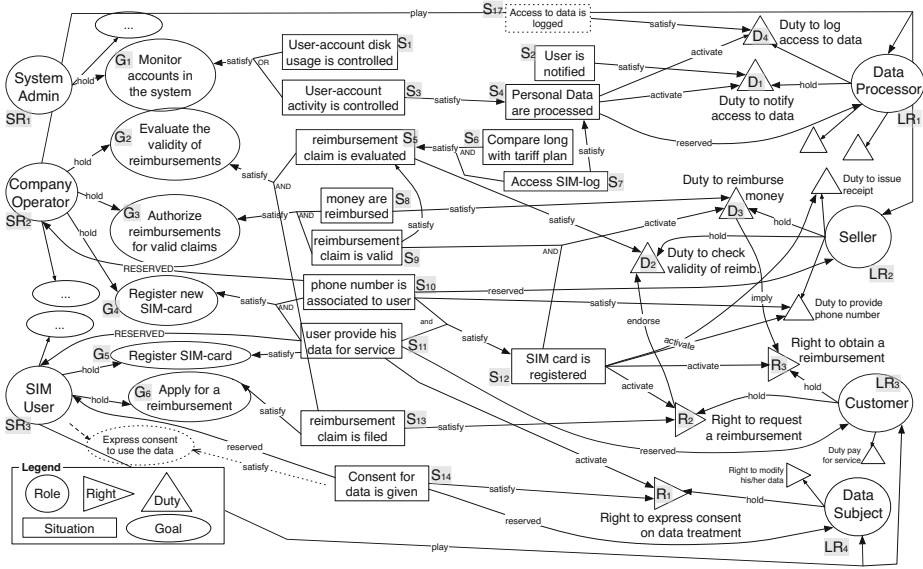 play
S17
Access to data is
logged
satisfy
Duty to log
access to data
D4
...
G1
Monitor
accounts in
the system
satisfy
OR
User-account disk
usage is controlled
S1
S2
User is
notified
satisfy
activate
System
Admin
hold
SR1
User-account
activity is controlled
S3
satisfy
S4
Personal Data
are processed
activate
D1
hold
Duty to notify
access to data
Data
Processor
LR1
G2
Evaluate the
validity of
reimbursements
satisfy
AND
reimbursement
claim is evaluated
S5
satisfy
AND
S6
Compare long
with tariff plan
satisfy
reserved
Access SIM-log
S7
hold
Company
Operator
SR2
hold
G3
Authorize
reimbursements
for valid claims
satisfy
AND
money are
reimbursed
S8
satisfy
reimbursement
claim is valid
S9
satisfy
AND
activate
Duty to reimburse
money
D3
hold
Duty to issue
receipt
D2
hold
Duty to check
validity of reimb.
Seller
LR2
RESERVED
hold
...
G4
Register new
SIM-card
satisfy
AND
phone number is
associated to user
S10
reserved
satisfy
imply
Duty to provide
phone number
...
RESERVED
and
satisfy
user provide his
data for service
S11
endorse
activate
G5
Register SIM-card
satisfy
hold
SIM card is
registered
S12
activate
activate
Right to obtain a
reimbursement
R3
hold
SIM
User
SR3
hold
G6
Apply for a
reimbursement
satisfy
reimbursement
claim is filed
S13
satisfy
R2
hold
Right to request
a reimbursement
LR3
Customer
Express consent
to use the data
reserved
satisfy
reserved
Duty pay
for service
Legend
Role
Right
Duty
Situation
Goal
Consent for
data is given
S14
satisfy
activate
R1
hold
Right to modify
his/her data
reserved
Right to express consent
on data treatment
Data
Subject
LR4
play